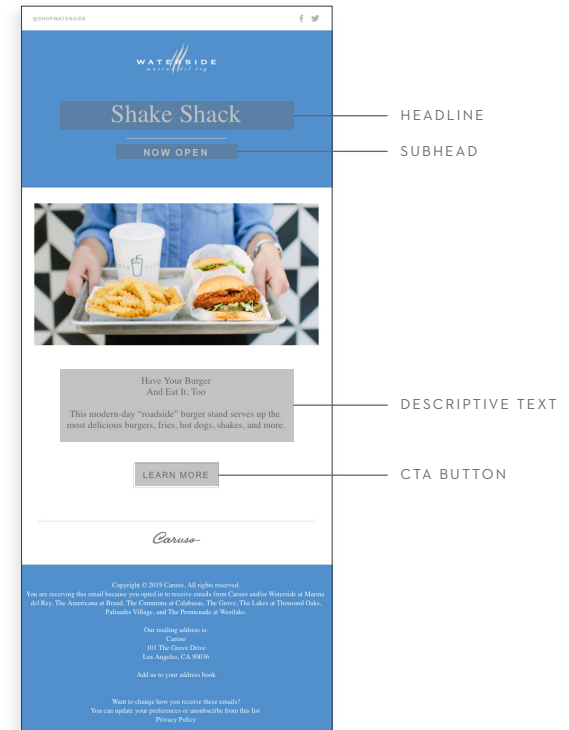 @SHOPWATERSIDE
WATERSIDE
marina del rey
Shake Shack
HEADLINE
NOW OPEN
SUBHEAD
Have Your Burger
And Eat It, Too
This modern-day “roadside” burger stand serves up the
most delicious burgers, fries, hot dogs, shakes, and more.
DESCRIPTIVE TEXT
LEARN MORE
CTA BUTTON
Caruso
Copyright © 2019 Caruso, All rights reserved.
You are receiving this email because you opted in to receive emails from Caruso and/or Waterside at Marina
del Rey, The Americana at Brand, The Commons at Calabasas, The Grove, The Lakes at Thousand Oaks,
Palisades Village, and The Promenade at Westlake.
Our mailing address is:
Caruso
101 The Grove Drive
Los Angeles, CA 90036
Add us to your address book
Want to change how you receive these emails?
You can update your preferences or unsubscribe from this list
Privacy Policy